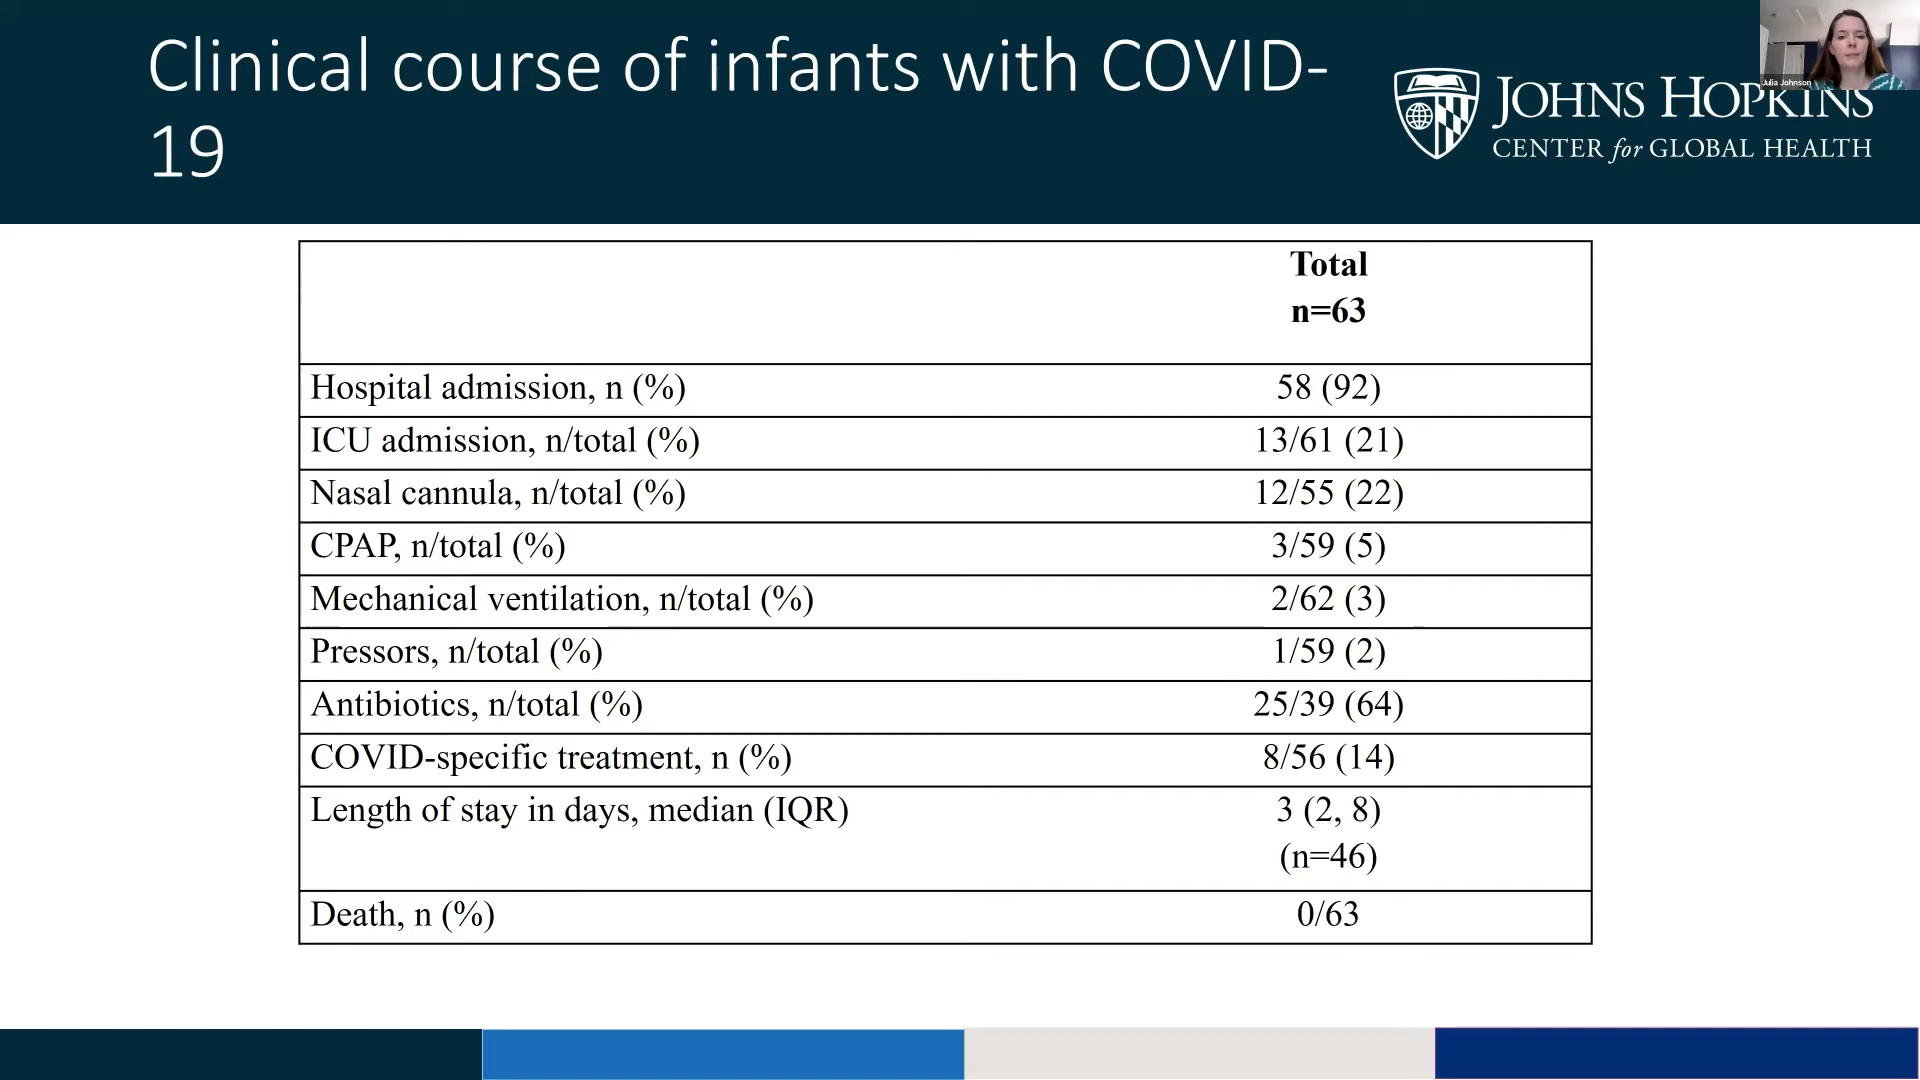 Clinical course of infants with COVID-
19
Julia Johnson
JOHNS HOPKINS
CENTER for GLOBAL HEALTH
Total
n=63
Hospital admission, n (%) 58 (92)
ICU admission, n/total (%) 13/61 (21)
Nasal cannula, n/total (%) 12/55 (22)
CPAP, n/total (%) 3/59 (5)
Mechanical ventilation, n/total (%) 2/62 (3)
Pressors, n/total (%) 1/59 (2)
Antibiotics, n/total (%) 25/39 (64)
COVID-specific treatment, n (%) 8/56 (14)
Length of stay in days, median (IQR) 3 (2, 8)
(n=46)
Death, n (%) 0/63